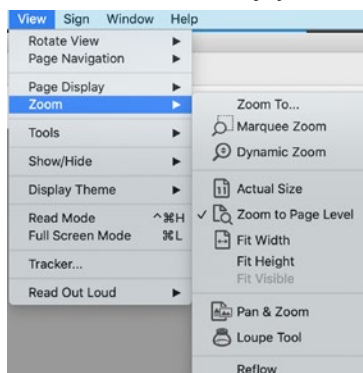 View Sign Window Help
Rotate View
Page Navigation
Page Display
Zoom
Tools
Show/Hide
Display Theme
Read Mode ^⌘H
Full Screen Mode ⌘L
Tracker...
Read Out Loud
Zoom To...
Marquee Zoom
Dynamic Zoom
Actual Size
✓ Zoom to Page Level
Fit Width
Fit Height
Fit Visible
Pan & Zoom
Loupe Tool
Reflow